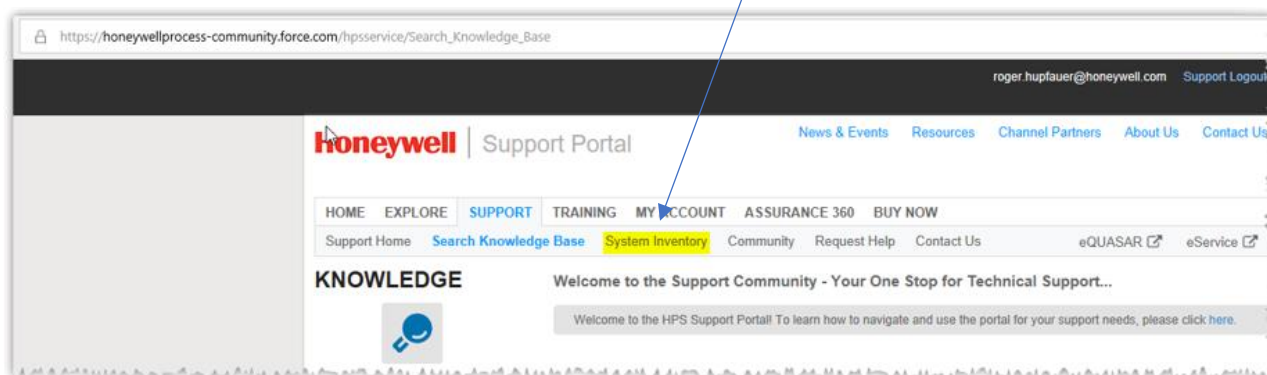 https://honeywellprocess-community.force.com/hpsservice/Search_Knowledge_Base
roger.hupfauer@honeywell.com Support Logout
Honeywell | Support Portal
News & Events Resources Channel Partners About Us Contact Us
HOME EXPLORE SUPPORT TRAINING MY ACCOUNT ASSURANCE 360 BUY NOW
Support Home Search Knowledge Base System Inventory Community Request Help Contact Us eQUASAR eService
KNOWLEDGE
Welcome to the Support Community - Your One Stop for Technical Support...
Welcome to the HPS Support Portal! To learn how to navigate and use the portal for your support needs, please click here.